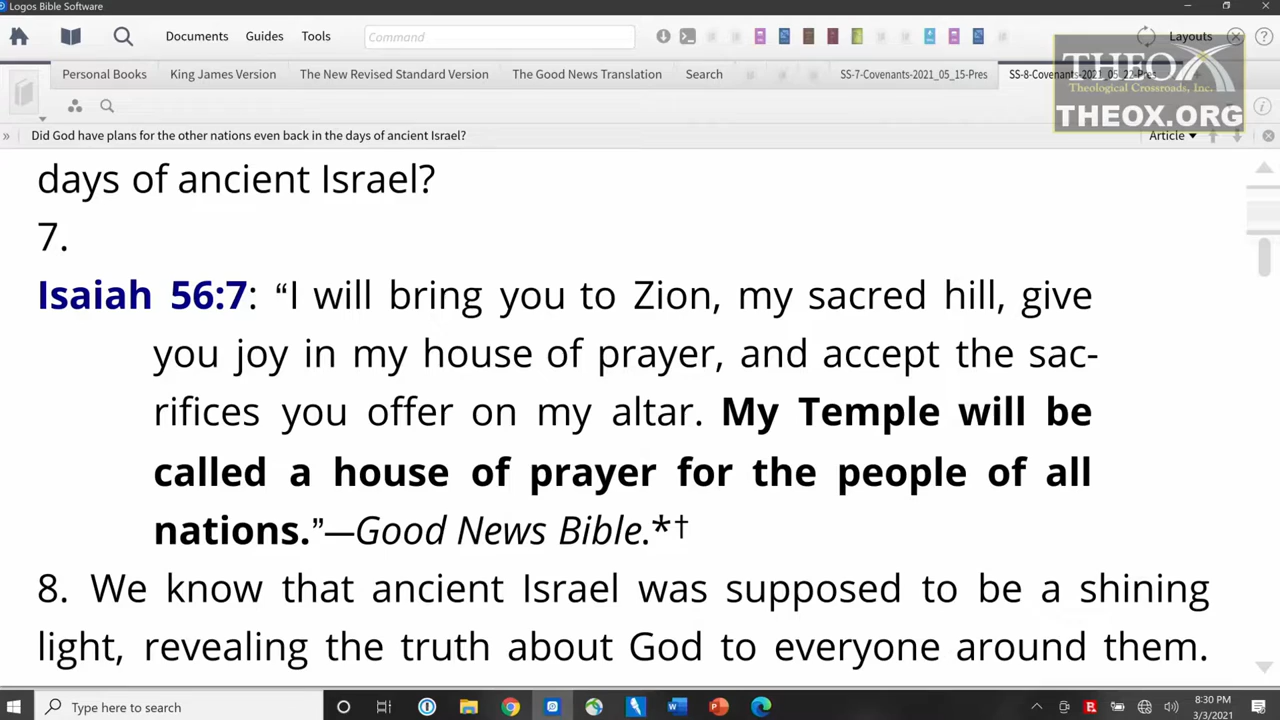 Logos Bible Software
Documents Guides Tools Command Layouts
Personal Books King James Version The New Revised Standard Version The Good News Translation Search SS-7-Covenants-2021_05_15-Pres SS-8-Covenants-2021_05_22-Pres
THEOX
Theological Crossroads, Inc.
THEOX.ORG
Did God have plans for the other nations even back in the days of ancient Israel? Article
days of ancient Israel?
7.
Isaiah 56:7: “I will bring you to Zion, my sacred hill, give
you joy in my house of prayer, and accept the sac-
rifices you offer on my altar. My Temple will be
called a house of prayer for the people of all
nations.”—Good News Bible.*†
8. We know that ancient Israel was supposed to be a shining
light, revealing the truth about God to everyone around them.
Type here to search
8:30 PM
3/3/2021